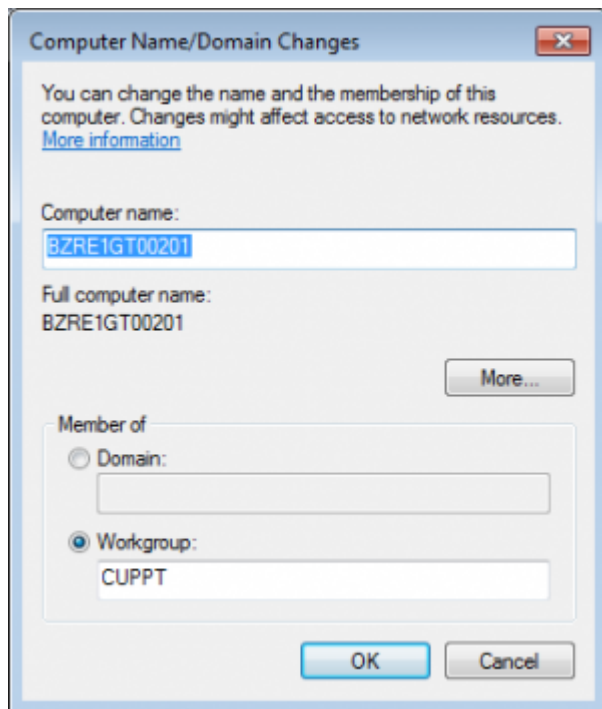 Computer Name/Domain Changes
You can change the name and the membership of this
computer. Changes might affect access to network resources.
More information
Computer name:
BZRE1GT00201
Full computer name:
BZRE1GT00201
More...
Member of
Domain:
Workgroup:
CUPPT
OK
Cancel